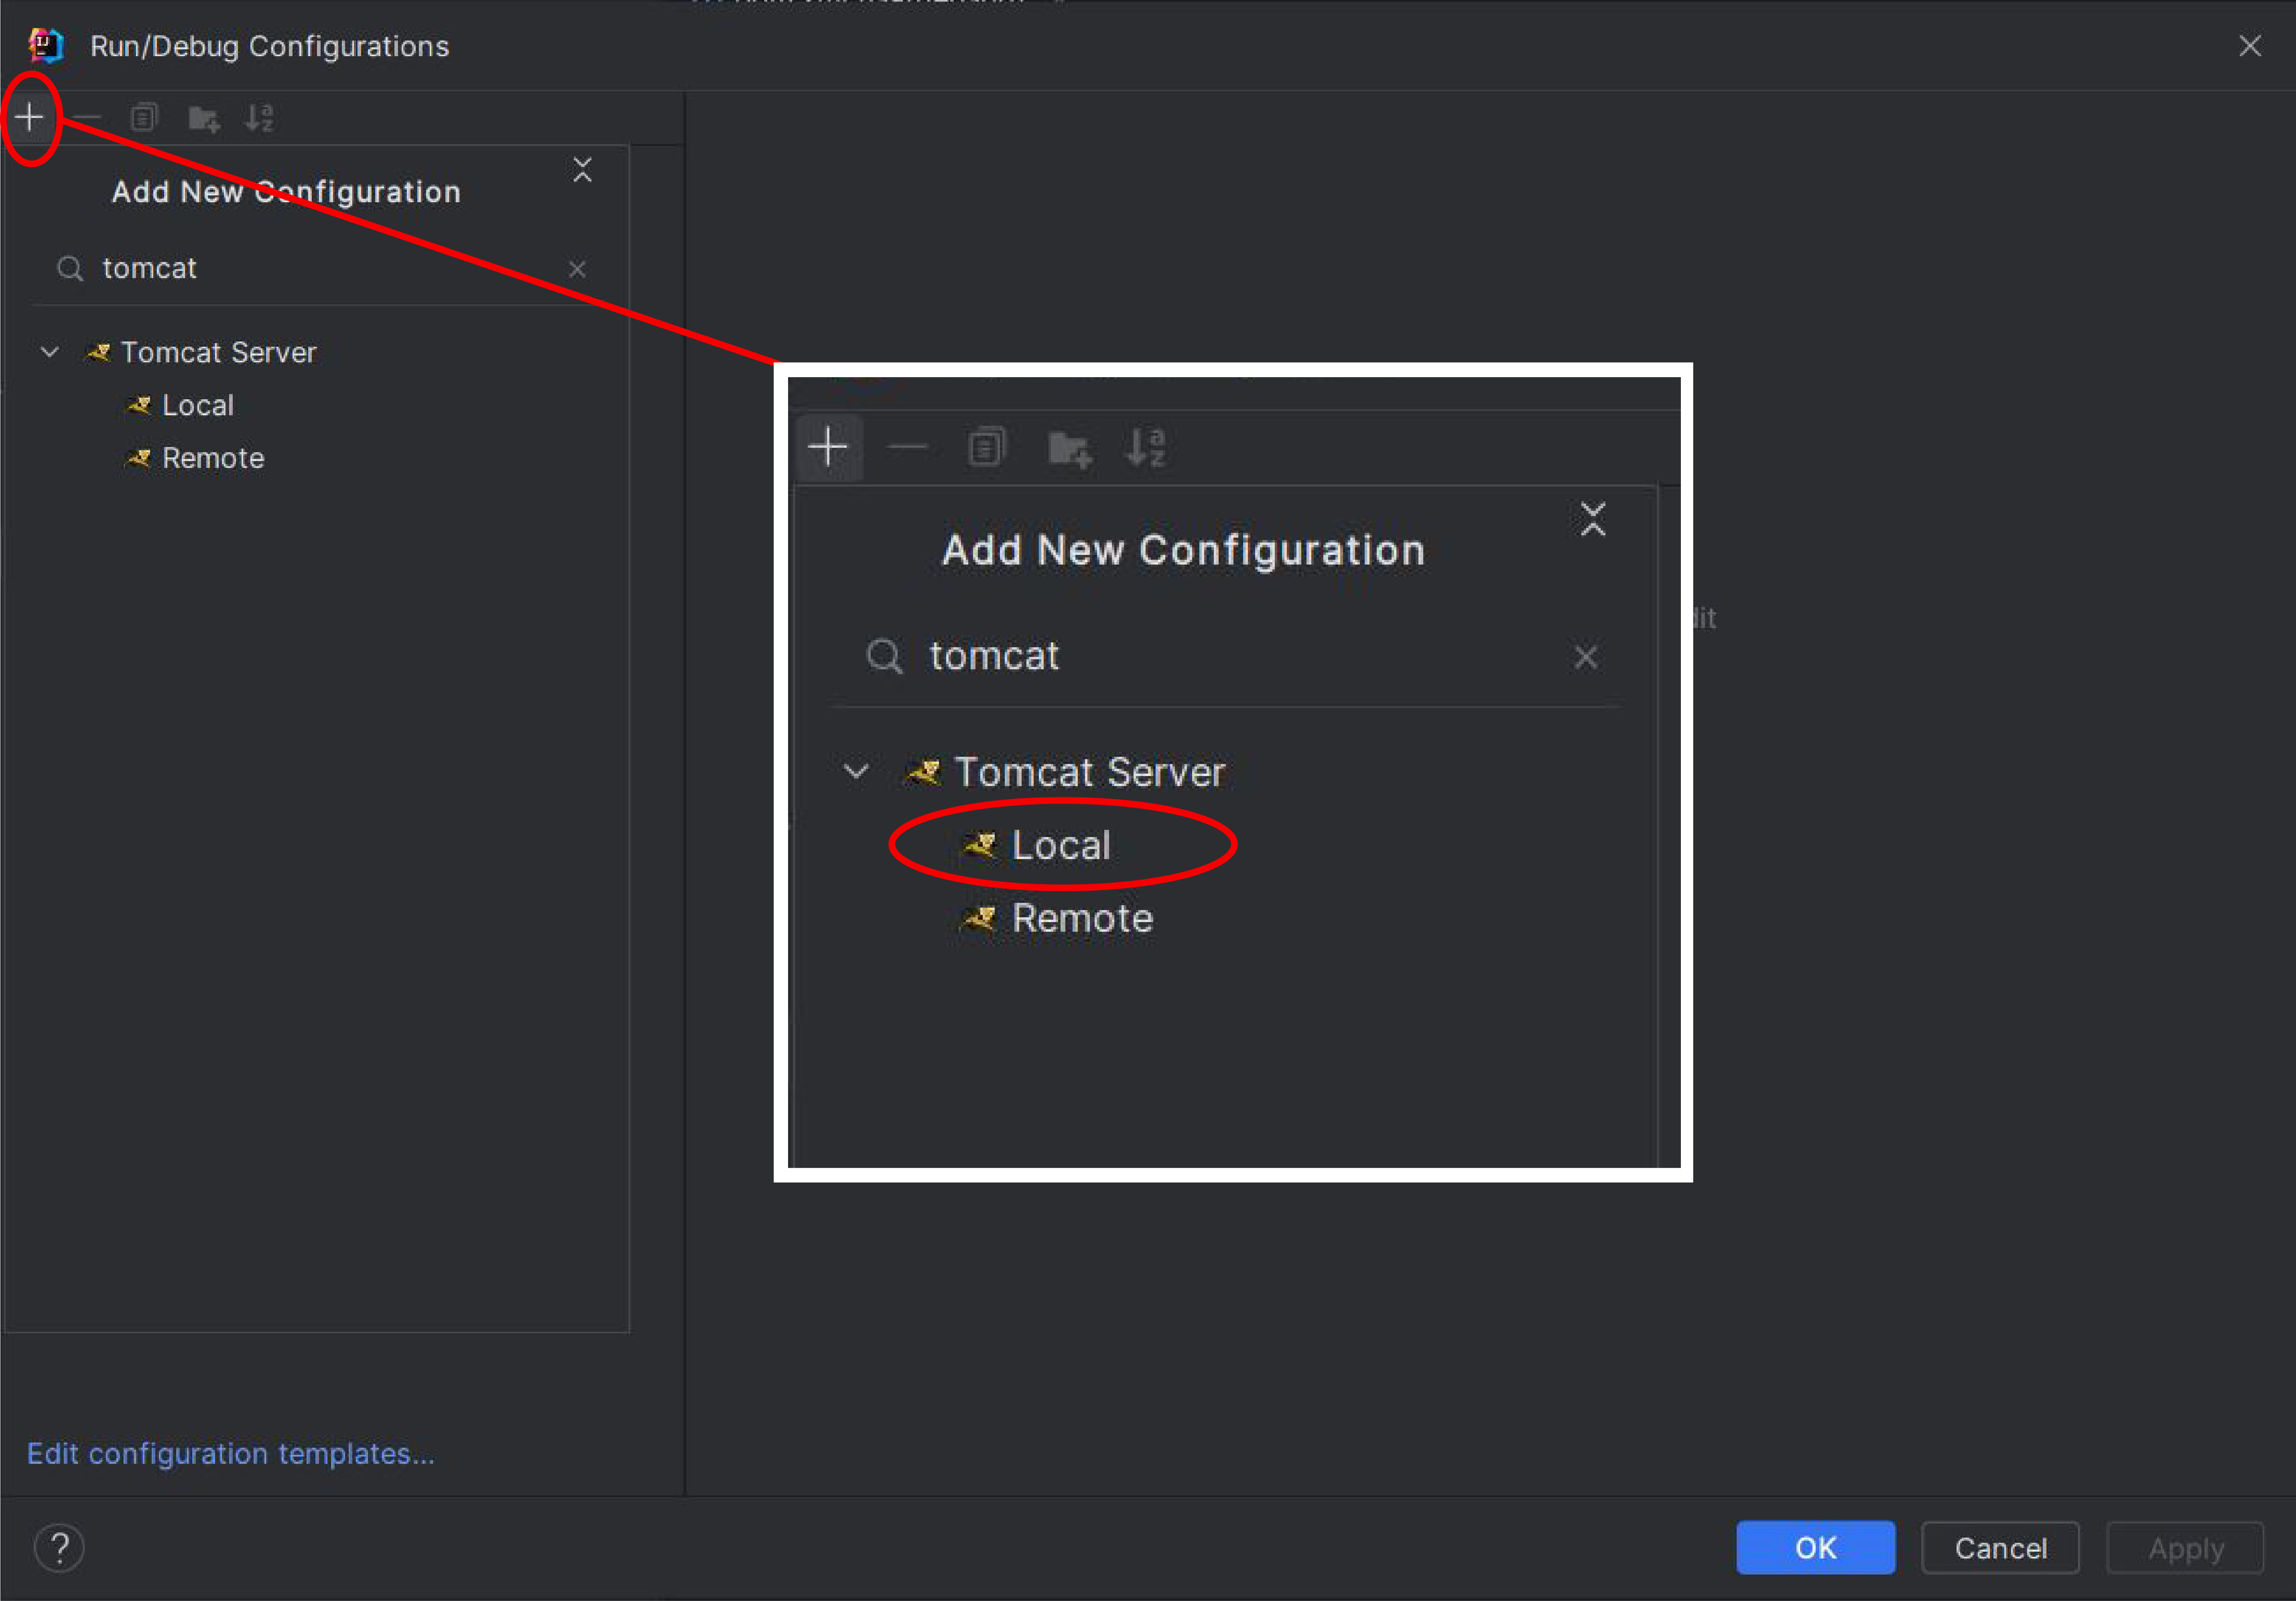 Run/Debug Configurations
Add New Configuration
tomcat
Tomcat Server
Local
Remote
Add New Configuration
tomcat
Tomcat Server
Local
Remote
dit
Edit configuration templates...
?
OK
Cancel
Apply